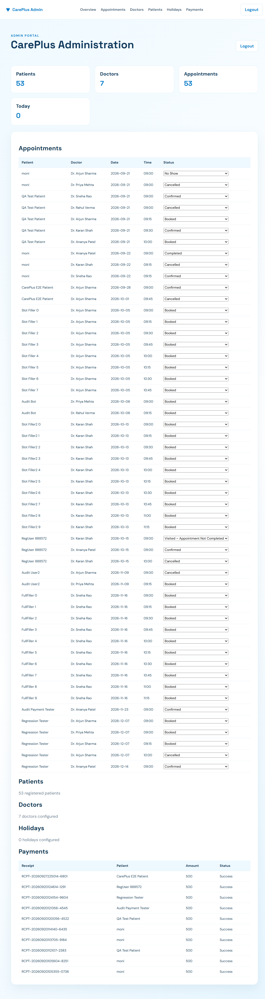 CarePlus Admin
Overview Appointments Doctors Patients Holidays Payments
Logout
ADMIN PORTAL
CarePlus Administration
Logout
Patients
53
Doctors
7
Appointments
53
Today
0
Appointments
Patient Doctor Date Time Status
moni Dr. Arjun Sharma 2026-09-21 09:00 No Show
moni Dr. Priya Mehta 2026-09-21 09:00 Cancelled
QA Test Patient Dr. Sneha Rao 2026-09-21 09:00 Confirmed
QA Test Patient Dr. Rahul Verma 2026-09-21 09:00 Cancelled
QA Test Patient Dr. Arjun Sharma 2026-09-21 09:15 Booked
QA Test Patient Dr. Karan Shah 2026-09-21 09:30 Confirmed
QA Test Patient Dr. Ananya Patel 2026-09-21 10:00 Booked
moni Dr. Ananya Patel 2026-09-22 09:00 Completed
moni Dr. Karan Shah 2026-09-22 09:15 Cancelled
moni Dr. Sneha Rao 2026-09-22 09:15 Confirmed
CarePlus E2E Patient Dr. Arjun Sharma 2026-09-28 09:00 Confirmed
CarePlus E2E Patient Dr. Arjun Sharma 2026-10-01 09:45 Cancelled
Slot Filler 0 Dr. Arjun Sharma 2026-10-05 09:00 Booked
Slot Filler 1 Dr. Arjun Sharma 2026-10-05 09:15 Booked
Slot Filler 2 Dr. Arjun Sharma 2026-10-05 09:30 Booked
Slot Filler 3 Dr. Arjun Sharma 2026-10-05 09:45 Booked
Slot Filler 4 Dr. Arjun Sharma 2026-10-05 10:00 Booked
Slot Filler 5 Dr. Arjun Sharma 2026-10-05 10:15 Booked
Slot Filler 6 Dr. Arjun Sharma 2026-10-05 10:30 Booked
Slot Filler 7 Dr. Arjun Sharma 2026-10-05 10:45 Booked
Audit Bot Dr. Priya Mehta 2026-10-06 09:00 Booked
Audit Bot Dr. Rahul Verma 2026-10-06 09:15 Booked
Slot Filler2 0 Dr. Karan Shah 2026-10-13 09:00 Booked
Slot Filler2 1 Dr. Karan Shah 2026-10-13 09:15 Booked
Slot Filler2 2 Dr. Karan Shah 2026-10-13 09:30 Booked
Slot Filler2 3 Dr. Karan Shah 2026-10-13 09:45 Booked
Slot Filler2 4 Dr. Karan Shah 2026-10-13 10:00 Booked
Slot Filler2 5 Dr. Karan Shah 2026-10-13 10:15 Booked
Slot Filler2 6 Dr. Karan Shah 2026-10-13 10:30 Booked
Slot Filler2 7 Dr. Karan Shah 2026-10-13 10:45 Booked
Slot Filler2 8 Dr. Karan Shah 2026-10-13 11:00 Booked
Slot Filler2 9 Dr. Karan Shah 2026-10-13 11:15 Booked
RegUser 888572 Dr. Karan Shah 2026-10-15 09:00 Visited – Appointment Not Completed
RegUser 888572 Dr. Ananya Patel 2026-10-15 09:00 Confirmed
RegUser 888572 Dr. Karan Shah 2026-10-15 10:00 Cancelled
Audit User2 Dr. Arjun Sharma 2026-11-09 09:00 Cancelled
Audit User2 Dr. Priya Mehta 2026-11-09 09:15 Booked
FullFiller 0 Dr. Sneha Rao 2026-11-16 09:00 Booked
FullFiller 1 Dr. Sneha Rao 2026-11-16 09:15 Booked
FullFiller 2 Dr. Sneha Rao 2026-11-16 09:30 Booked
FullFiller 3 Dr. Sneha Rao 2026-11-16 09:45 Booked
FullFiller 4 Dr. Sneha Rao 2026-11-16 10:00 Booked
FullFiller 5 Dr. Sneha Rao 2026-11-16 10:15 Booked
FullFiller 6 Dr. Sneha Rao 2026-11-16 10:30 Booked
FullFiller 7 Dr. Sneha Rao 2026-11-16 10:45 Booked
FullFiller 8 Dr. Sneha Rao 2026-11-16 11:00 Booked
FullFiller 9 Dr. Sneha Rao 2026-11-16 11:15 Booked
Audit Payment Tester Dr. Ananya Patel 2026-11-23 09:00 Confirmed
Regression Tester Dr. Arjun Sharma 2026-12-07 09:00 Booked
Regression Tester Dr. Priya Mehta 2026-12-07 09:00 Booked
Regression Tester Dr. Arjun Sharma 2026-12-07 09:15 Booked
Regression Tester Dr. Arjun Sharma 2026-12-07 10:00 Cancelled
Regression Tester Dr. Ananya Patel 2026-12-14 09:00 Confirmed
Patients
53 registered patients
Doctors
7 doctors configured
Holidays
0 holidays configured
Payments
Receipt Patient Amount Status
RCPT-20260927225014-6801 CarePlus E2E Patient 500 Success
RCPT-20260920124614-1291 RegUser 888572 500 Success
RCPT-20260920124154-9604 Regression Tester 500 Success
RCPT-20260920121356-4545 Audit Payment Tester 500 Success
RCPT-20260920120056-4522 QA Test Patient 500 Success
RCPT-20260920114140-6435 moni 500 Success
RCPT-20260920113705-9184 moni 500 Success
RCPT-20260920112107-2383 QA Test Patient 500 Success
RCPT-20260920105604-8251 moni 500 Success
RCPT-20260920105355-0738 moni 500 Success